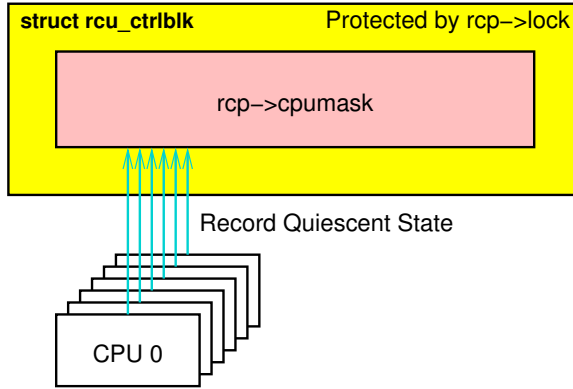 struct rcu_ctrlblk Protected by rcp−>lock
rcp−>cpumask
Record Quiescent State
CPU 0